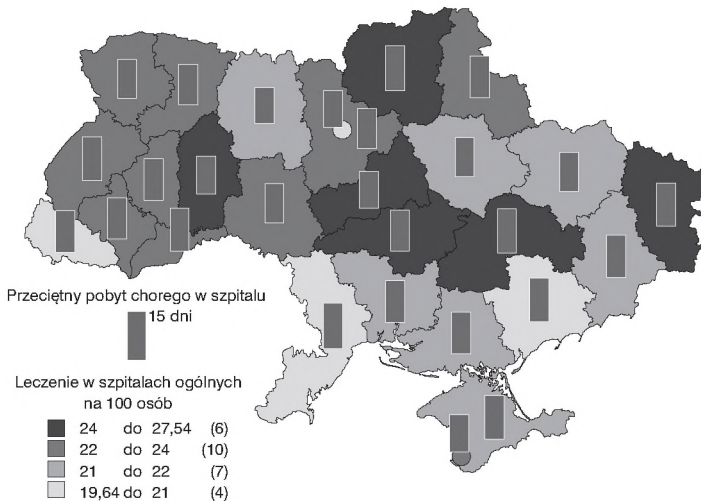 Przeciętny pobyt chorego w szpitalu
15 dni
Leczenie w szpitalach ogólnych
na 100 osób
24 do 27,54 (6)
22 do 24 (10)
21 do 22 (7)
19,64 do 21 (4)